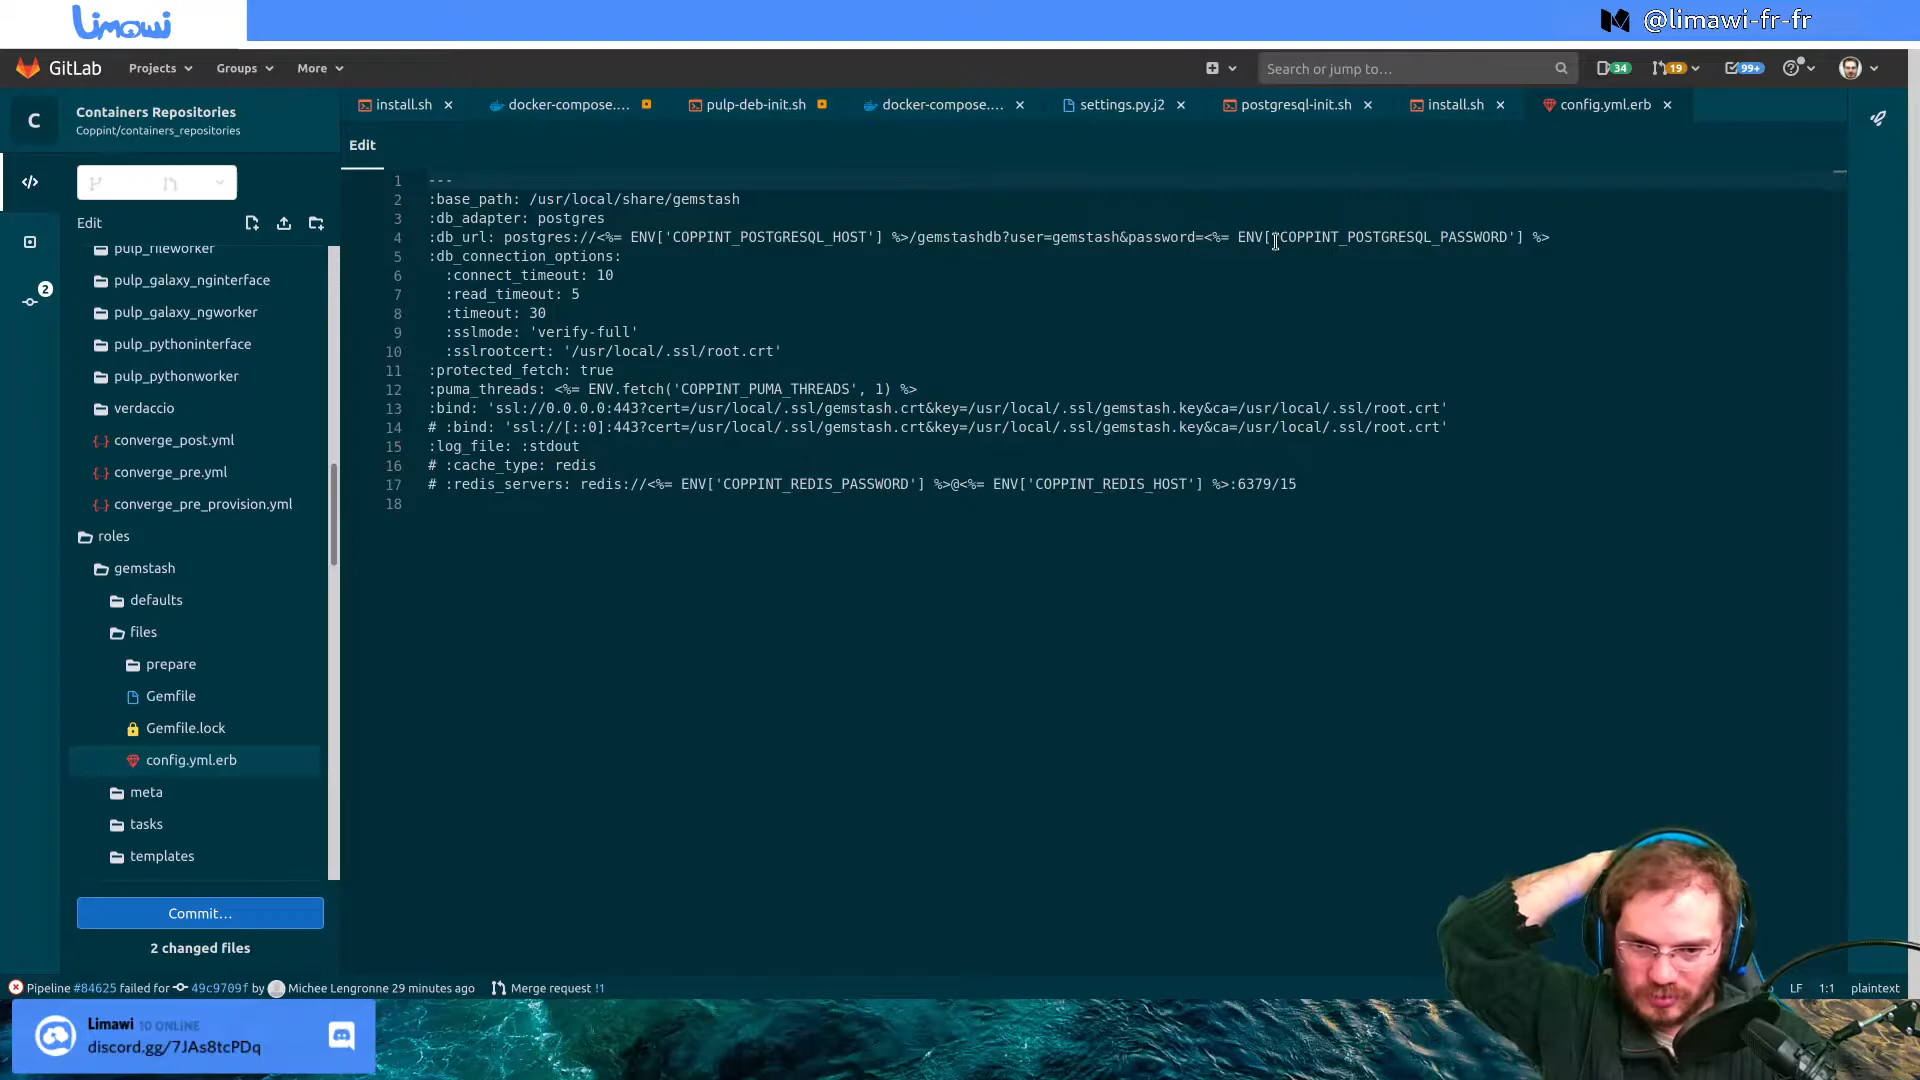 Limawi
@limawi-fr-fr
GitLab
Projects
Groups
More
Search or jump to…
34
19
99+
C
Containers Repositories
Coppint/containers_repositories
install.sh
docker-compose....
pulp-deb-init.sh
docker-compose....
settings.py.j2
postgresql-init.sh
install.sh
config.yml.erb
Edit
Edit
2
pulp_fileworker
pulp_galaxy_nginterface
pulp_galaxy_ngworker
pulp_pythoninterface
pulp_pythonworker
verdaccio
converge_post.yml
converge_pre.yml
converge_pre_provision.yml
roles
gemstash
defaults
files
prepare
Gemfile
Gemfile.lock
config.yml.erb
meta
tasks
templates
Commit…
2 changed files
1 ---
2 :base_path: /usr/local/share/gemstash
3 :db_adapter: postgres
4 :db_url: postgres://<%= ENV['COPPINT_POSTGRESQL_HOST'] %>/gemstashdb?user=gemstash&password=<%= ENV['COPPINT_POSTGRESQL_PASSWORD'] %>
5 :db_connection_options:
6 :connect_timeout: 10
7 :read_timeout: 5
8 :timeout: 30
9 :sslmode: 'verify-full'
10 :sslrootcert: '/usr/local/.ssl/root.crt'
11 :protected_fetch: true
12 :puma_threads: <%= ENV.fetch('COPPINT_PUMA_THREADS', 1) %>
13 :bind: 'ssl://0.0.0.0:443?cert=/usr/local/.ssl/gemstash.crt&key=/usr/local/.ssl/gemstash.key&ca=/usr/local/.ssl/root.crt'
14 # :bind: 'ssl://[::0]:443?cert=/usr/local/.ssl/gemstash.crt&key=/usr/local/.ssl/gemstash.key&ca=/usr/local/.ssl/root.crt'
15 :log_file: :stdout
16 # :cache_type: redis
17 # :redis_servers: redis://<%= ENV['COPPINT_REDIS_PASSWORD'] %>@<%= ENV['COPPINT_REDIS_HOST'] %>:6379/15
18
Pipeline #84625 failed for 49c9709f by Michee Lengronne 29 minutes ago
Merge request !1
LF
1:1
plaintext
Limawi 10 ONLINE
discord.gg/7JAs8tcPDq